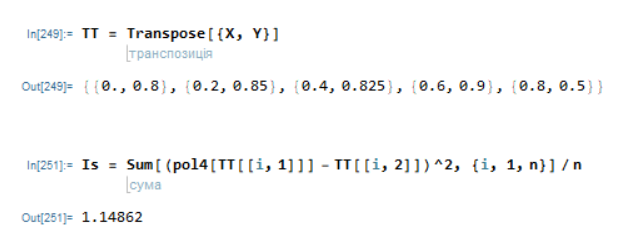 In[249]:= TT = Transpose[{X, Y}]
транспозиція
Out[249]= {{0., 0.8}, {0.2, 0.85}, {0.4, 0.825}, {0.6, 0.9}, {0.8, 0.5}}
In[251]:= Is = Sum[(pol4[TT[[i, 1]]] - TT[[i, 2]])^2, {i, 1, n}] / n
сума
Out[251]= 1.14862